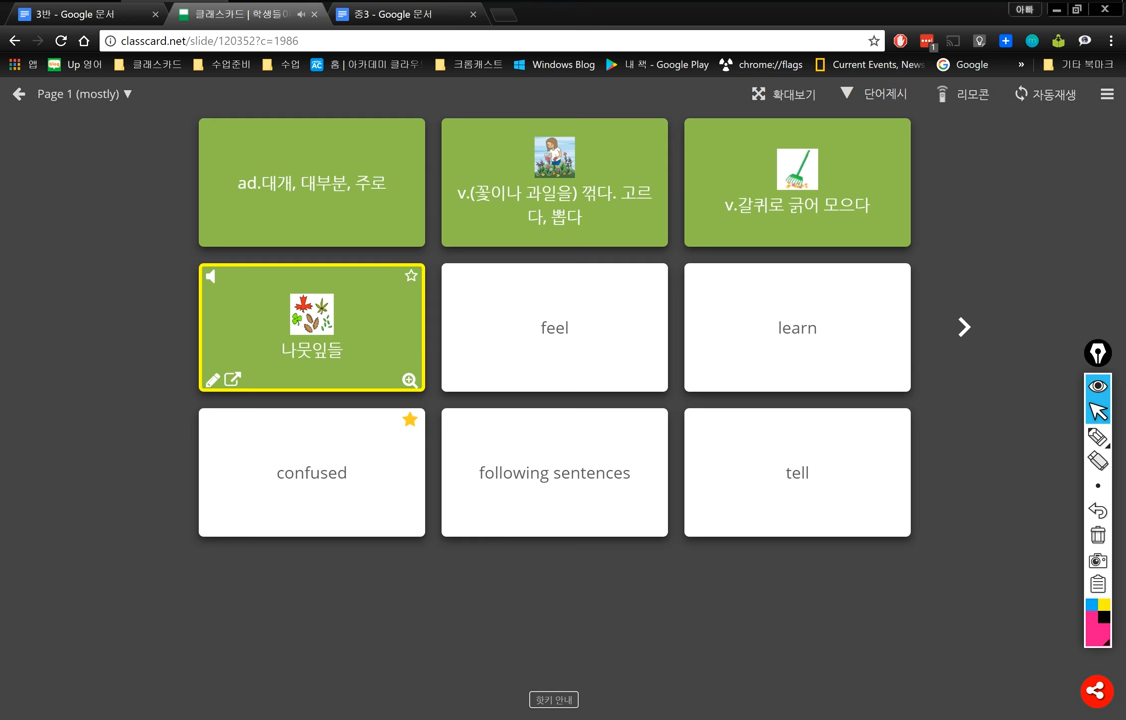 3반 - Google 문서
클래스카드 | 학생들이
중3 - Google 문서
아빠
classcard.net/slide/120352?c=1986
1
앱
Up 영어
클래스카드
수업준비
수업
홈 | 아카데미 클라우
크롬캐스트
Windows Blog
내 책 - Google Play
chrome://flags
Current Events, News
Google
»
기타 북마크
Page 1 (mostly) ▼
확대보기
단어제시
리모콘
자동재생
ad.대개, 대부분, 주로
v.(꽃이나 과일을) 꺾다. 고르
다, 뽑다
v.갈퀴로 긁어 모으다
나뭇잎들
feel
learn
confused
following sentences
tell
핫키 안내